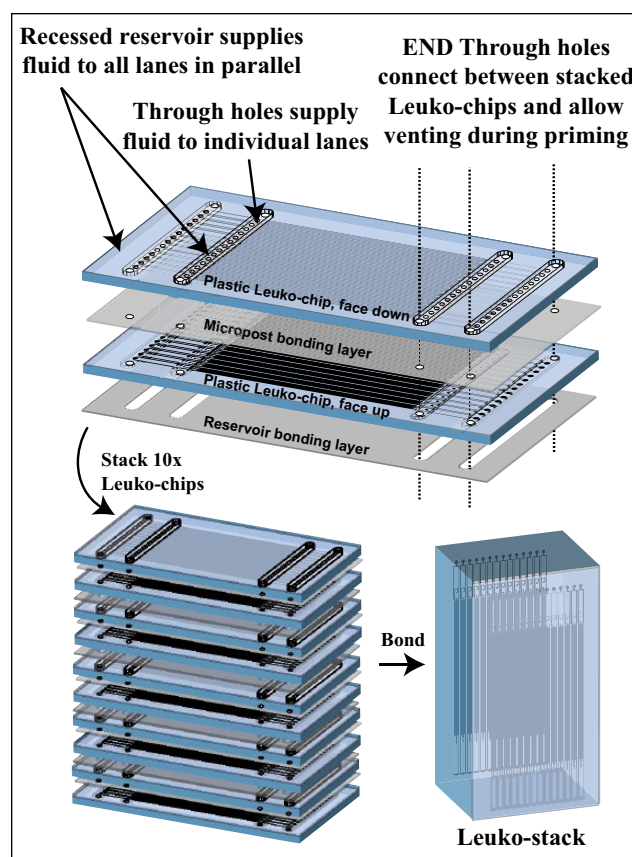 Recessed reservoir supplies
fluid to all lanes in parallel
END Through holes
connect between stacked
Leuko-chips and allow
venting during priming
Through holes supply
fluid to individual lanes
Plastic Leuko-chip, face down
Micropost bonding layer
Plastic Leuko-chip, face up
Reservoir bonding layer
Stack 10x
Leuko-chips
Bond
Leuko-stack